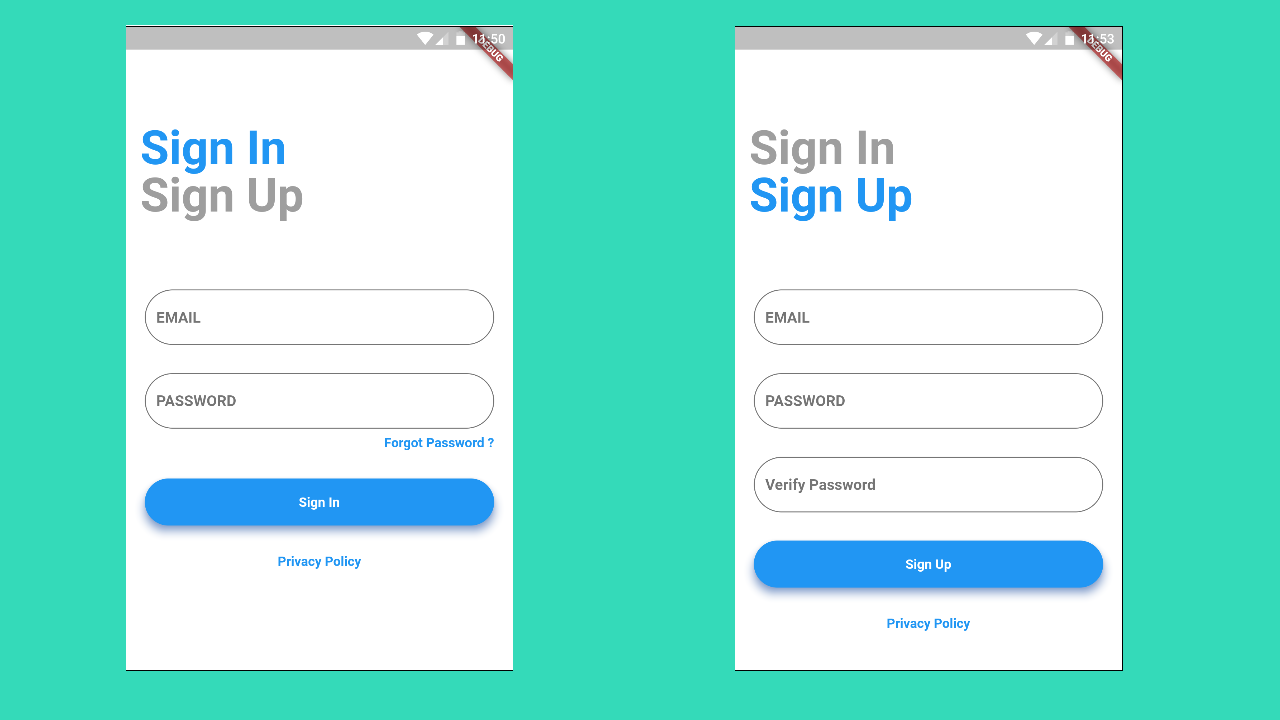 11:50
DEBUG
Sign In
Sign Up
EMAIL
PASSWORD
Forgot Password ?
Sign In
Privacy Policy
11:53
DEBUG
Sign In
Sign Up
EMAIL
PASSWORD
Verify Password
Sign Up
Privacy Policy